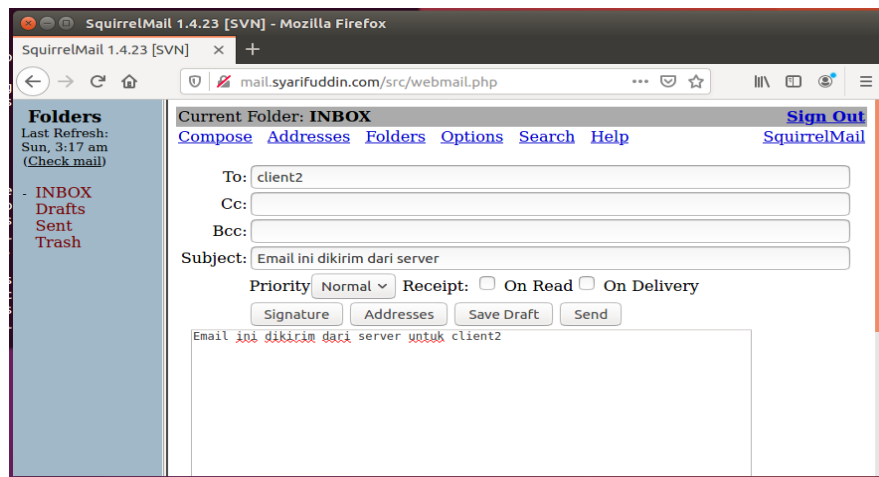 SquirrelMail 1.4.23 [SVN] - Mozilla Firefox
SquirrelMail 1.4.23 [SVN]
mail.syarifuddin.com/src/webmail.php
Folders
Last Refresh:
Sun, 3:17 am
(Check mail)
- INBOX
Drafts
Sent
Trash
Current Folder: INBOX Sign Out
Compose Addresses Folders Options Search Help SquirrelMail
To: client2
Cc:
Bcc:
Subject: Email ini dikirim dari server
Priority Normal Receipt: On Read On Delivery
Signature Addresses Save Draft Send
Email ini dikirim dari server untuk client2